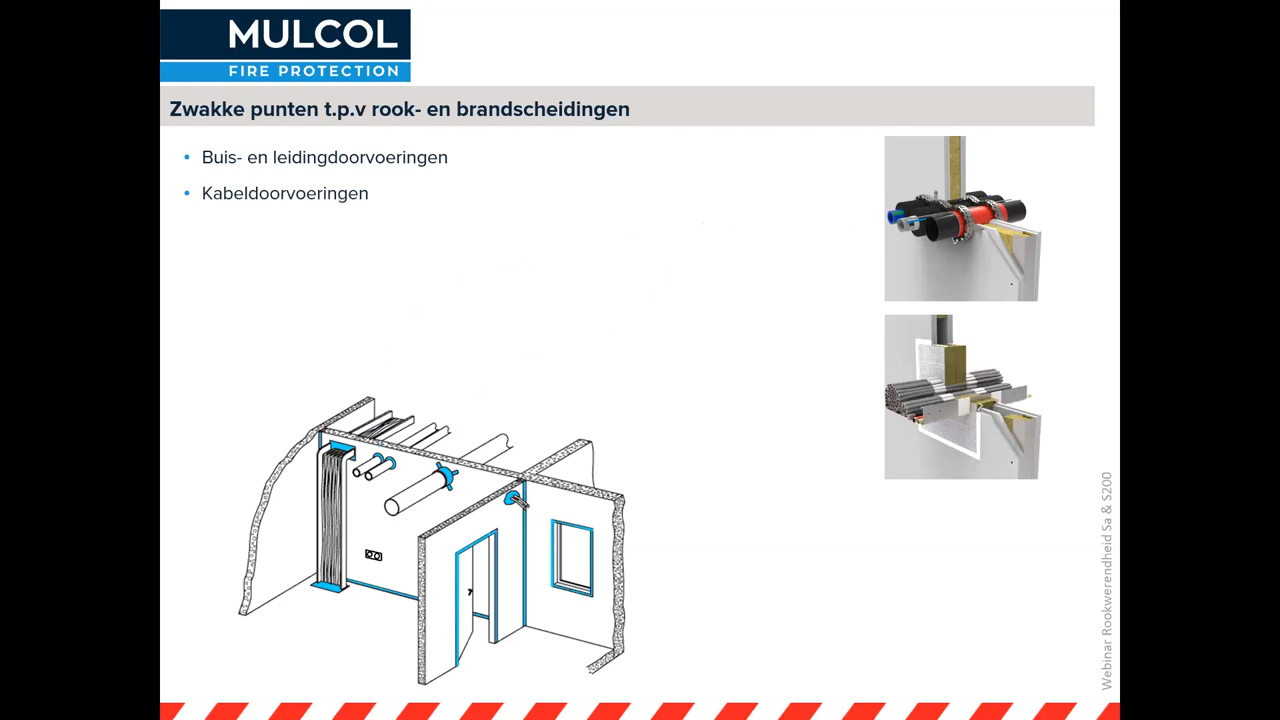 MULCOL
FIRE PROTECTION
Zwakke punten t.p.v rook- en brandscheidingen
• Buis- en leidingdoorvoeringen
• Kabeldoorvoeringen
Webinar Rookwerendheid Sa & S200